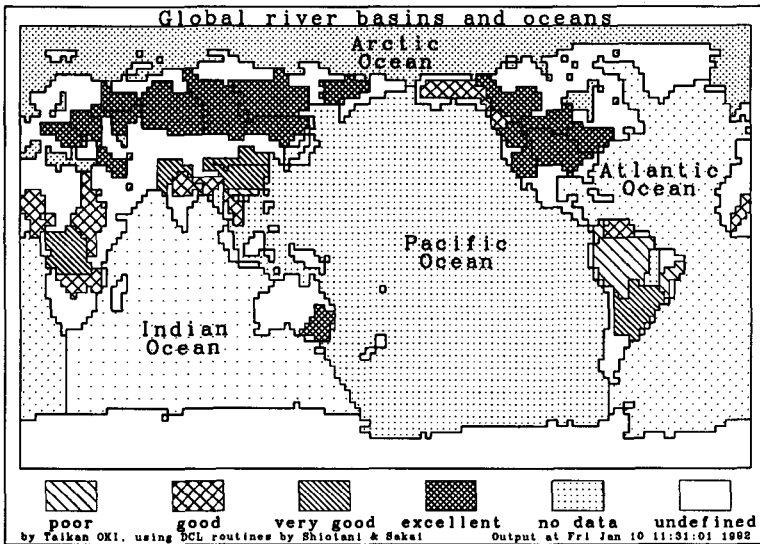 Global river basins and oceans
Arctic
Ocean
Atlantic
Ocean
Pacific
Ocean
Indian
Ocean
poor good very good excellent no data undefined
by Taikan OKI, using DCL routines by Shiotani & Sakai Output at Fri Jan 10 11:31:01 1992